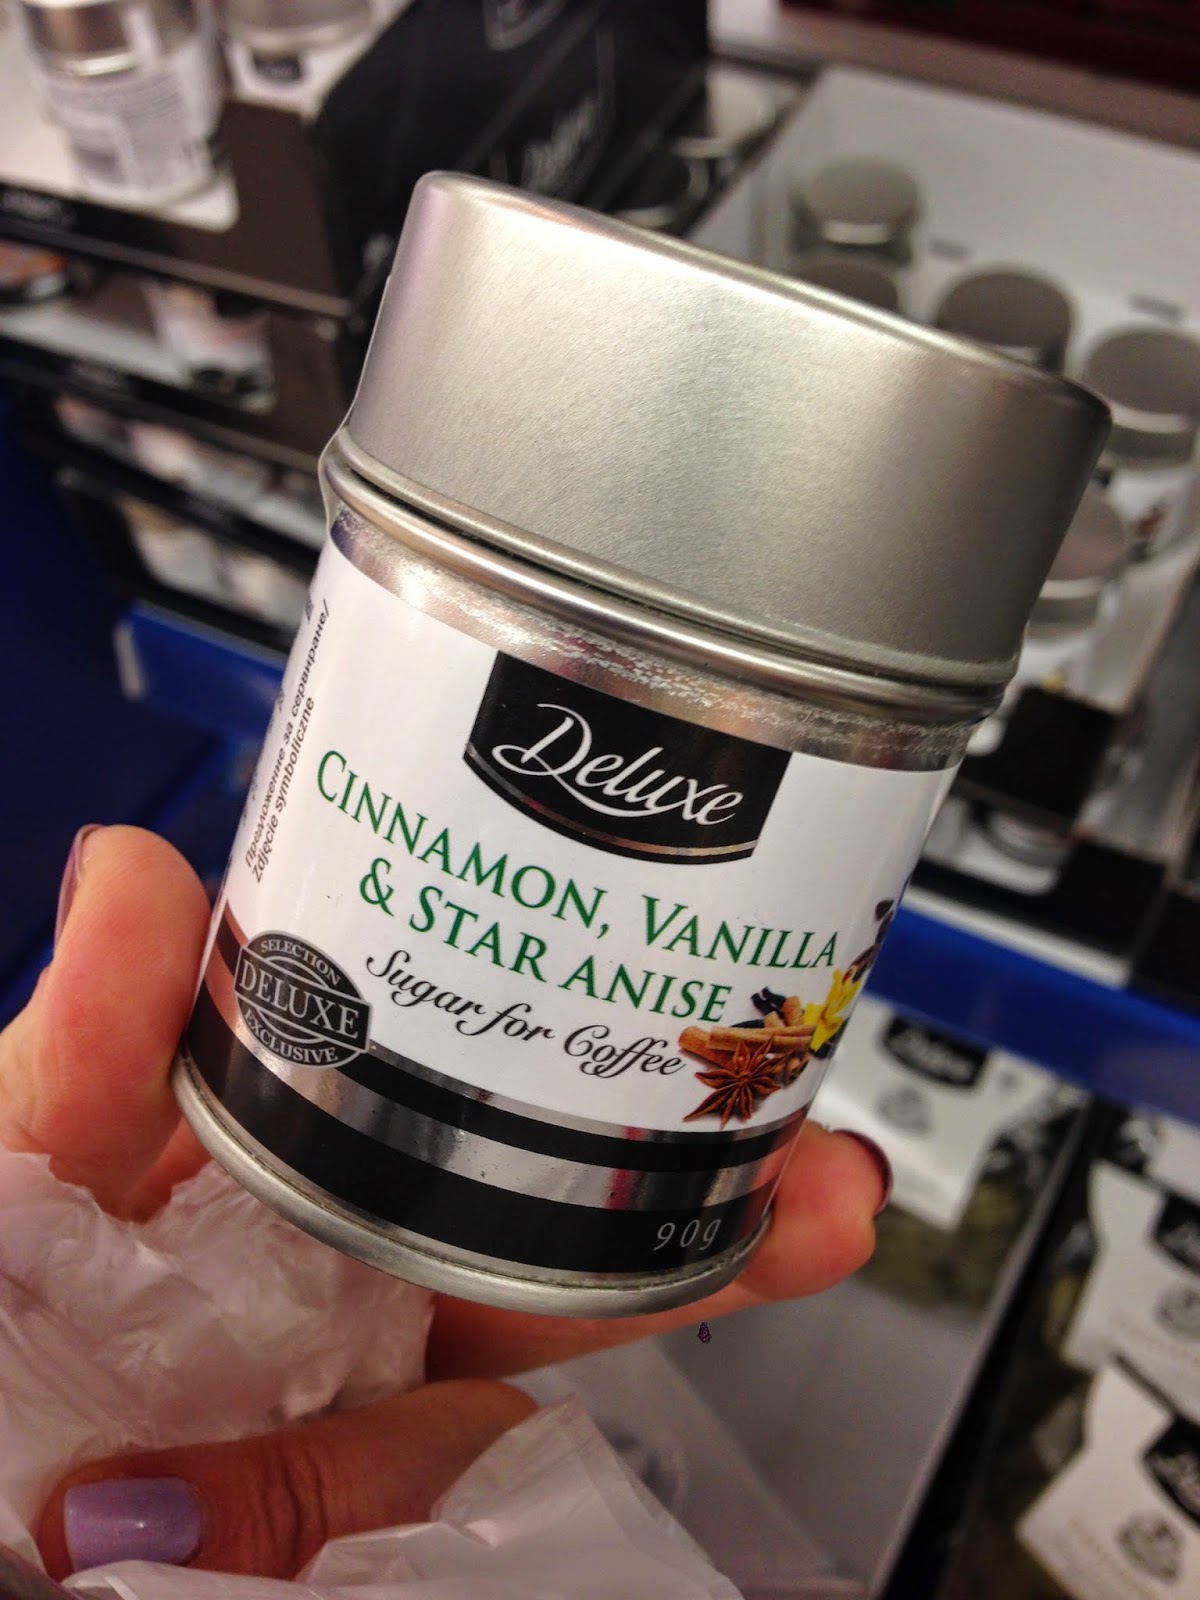 Deluxe
CINNAMON, VANILLA
& STAR ANISE
Sugar for Coffee
SELECTION
DELUXE
EXCLUSIVE
90g
Предложение за сервиране/
Zdjęcie symboliczne